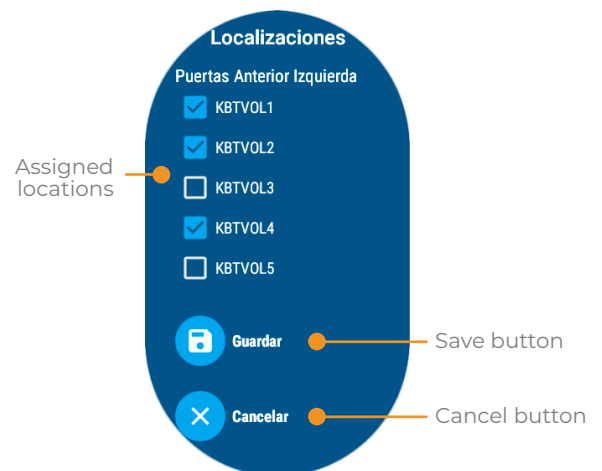 Localizaciones
Puertas Anterior Izquierda
KBTVOL1
KBTVOL2
Assigned
locations
KBTVOL3
KBTVOL4
KBTVOL5
Guardar
Save button
Cancelar
Cancel button